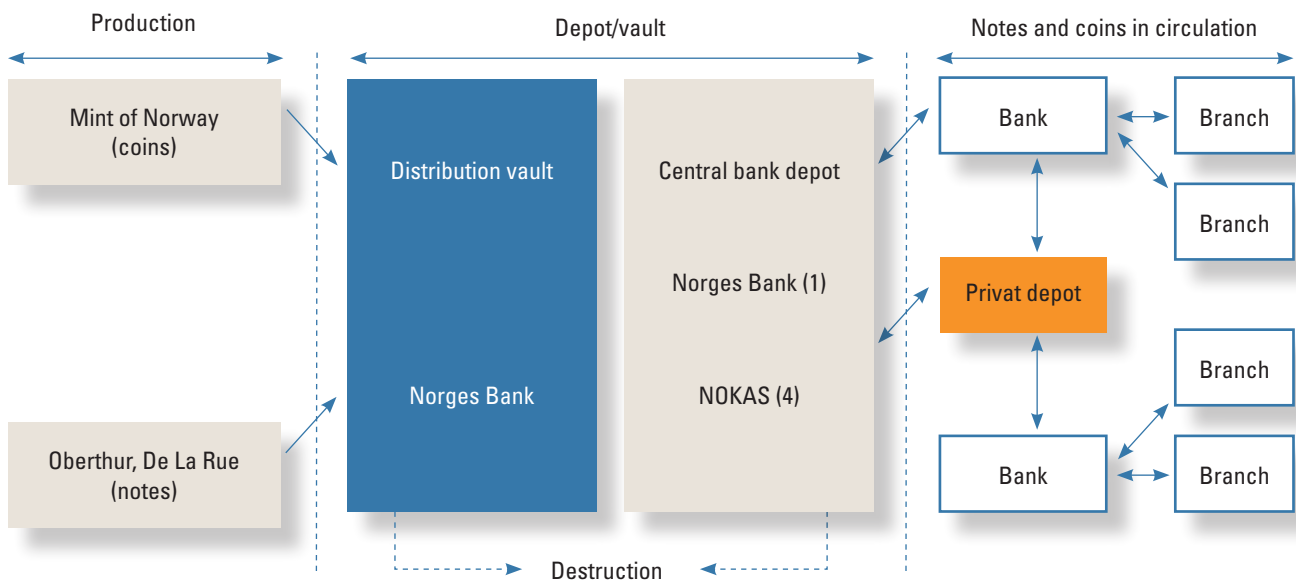 Production
Depot/vault
Notes and coins in circulation
Mint of Norway
(coins)
Oberthur, De La Rue
(notes)
Distribution vault
Norges Bank
Central bank depot
Norges Bank (1)
NOKAS (4)
Destruction
Bank
Branch
Branch
Privat depot
Branch
Bank
Branch